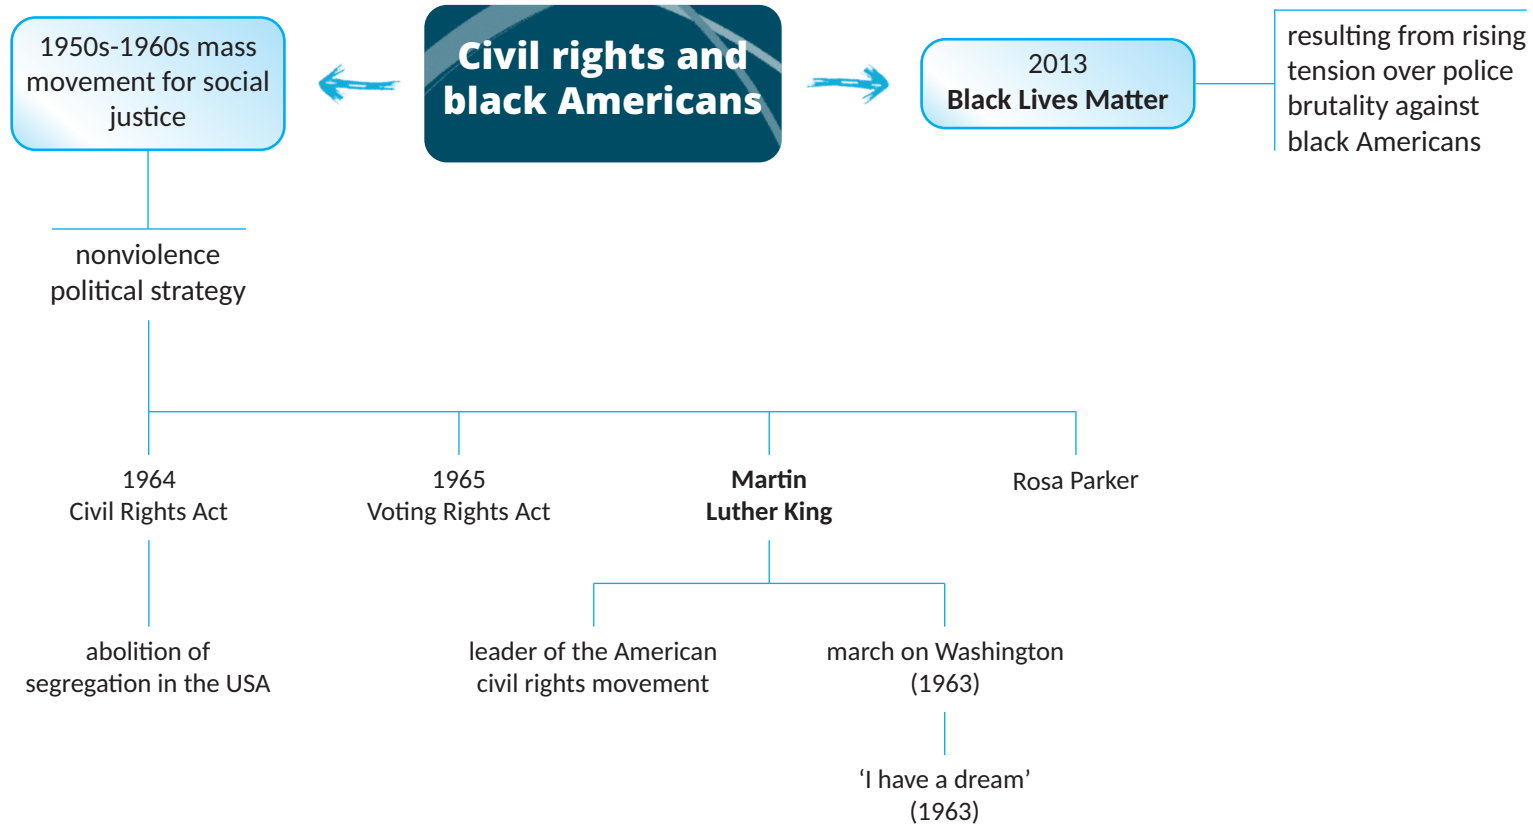 Civil rights and
black Americans
1950s-1960s mass
movement for social
justice
2013
Black Lives Matter
resulting from rising
tension over police
brutality against
black Americans
nonviolence
political strategy
1964
Civil Rights Act
1965
Voting Rights Act
Martin
Luther King
Rosa Parker
abolition of
segregation in the USA
leader of the American
civil rights movement
march on Washington
(1963)
‘I have a dream’
(1963)